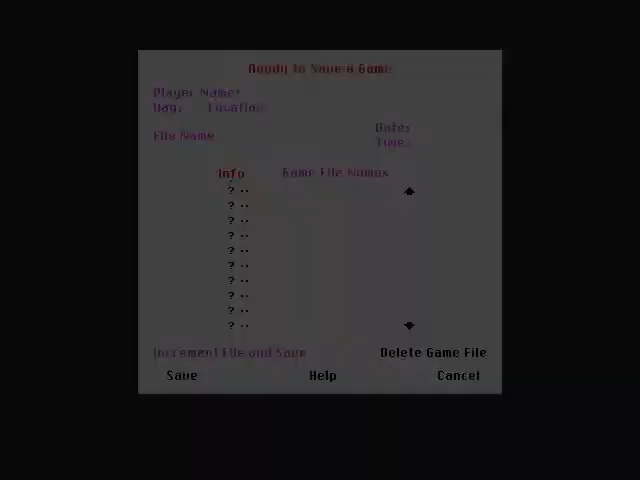 Ready to Save a Game
Player Name:
Day: Location:
File Name
Date:
Time:
Info Game File Names
? ..
? ..
? ..
? ..
? ..
? ..
? ..
? ..
? ..
? ..
Increment File and Save Delete Game File
Save Help Cancel